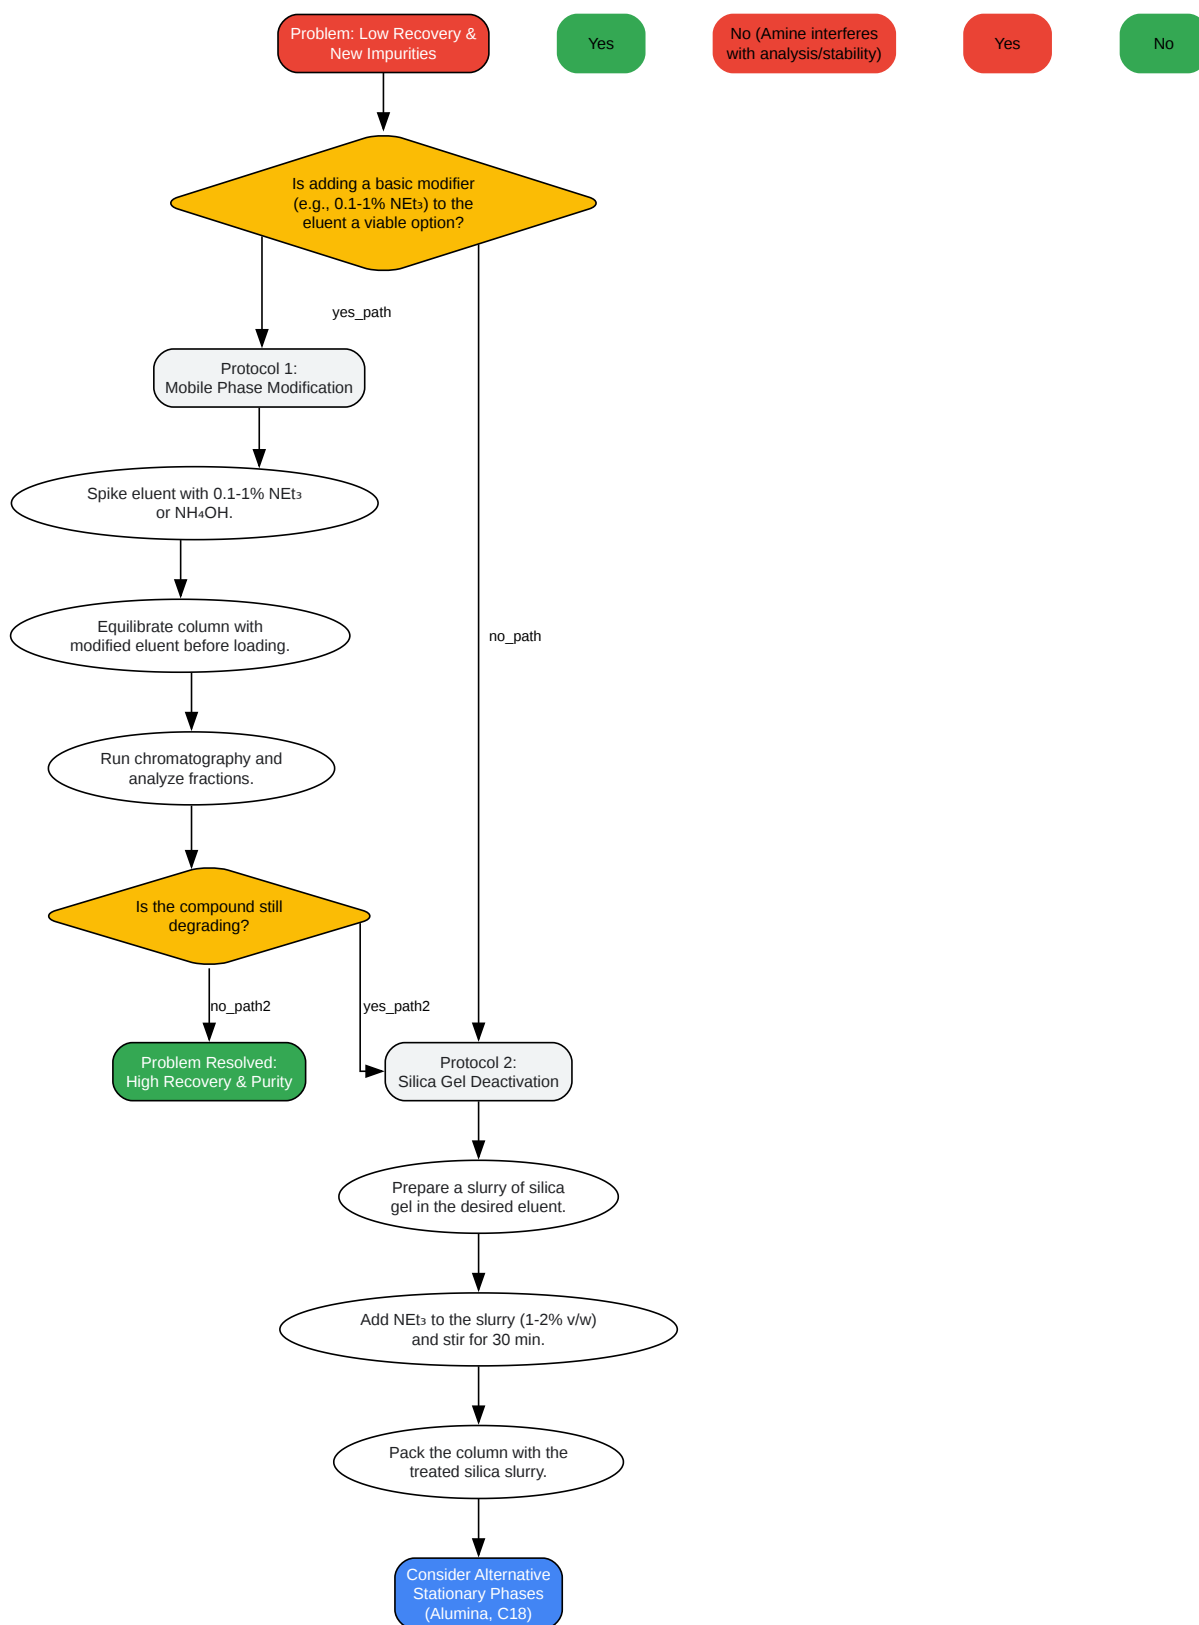 Problem: Low Recovery &
New Impurities
Yes
No (Amine interferes
with analysis/stability)
Yes
No
Is adding a basic modifier
(e.g., 0.1-1% NEt₃) to the
eluent a viable option?
yes_path
Protocol 1:
Mobile Phase Modification
Spike eluent with 0.1-1% NEt₃
or NH₄OH.
Equilibrate column with
modified eluent before loading.
no_path
Run chromatography and
analyze fractions.
Is the compound still
degrading?
no_path2
yes_path2
Problem Resolved:
High Recovery & Purity
Protocol 2:
Silica Gel Deactivation
Prepare a slurry of silica
gel in the desired eluent.
Add NEt₃ to the slurry (1-2% v/w)
and stir for 30 min.
Pack the column with the
treated silica slurry.
Consider Alternative
Stationary Phases
(Alumina, C18)